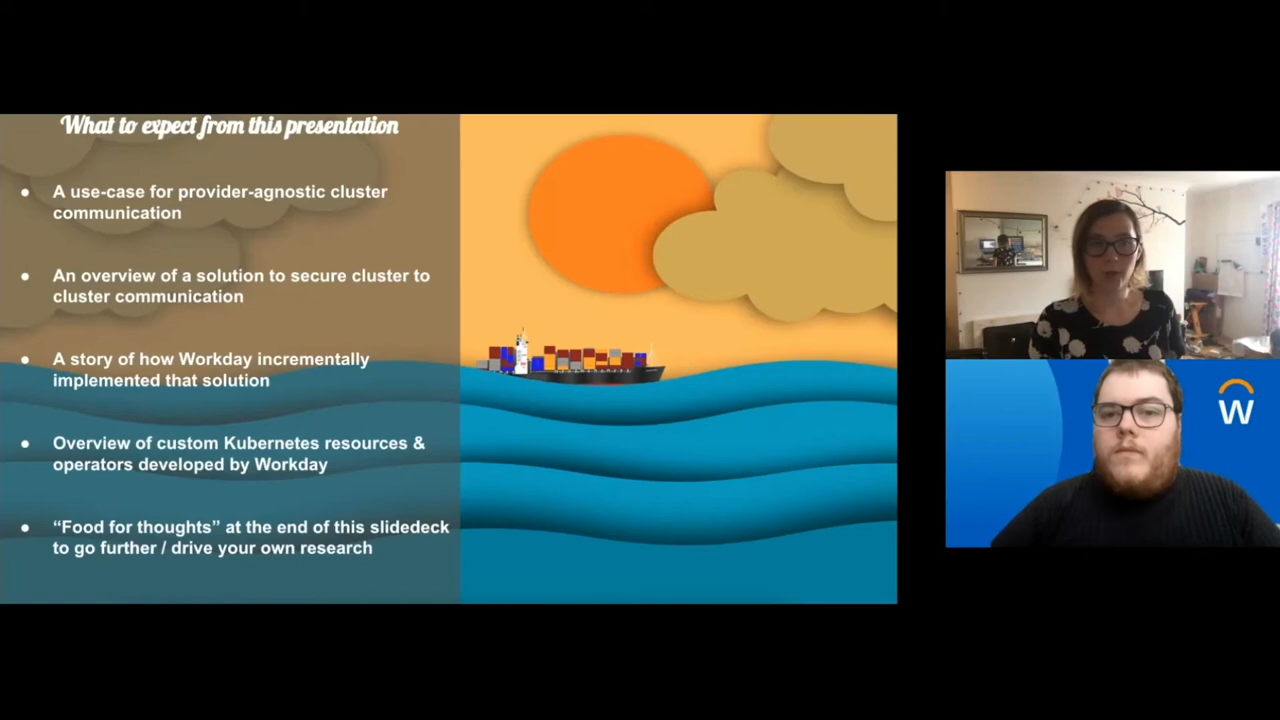 What to expect from this presentation
● A use-case for provider-agnostic cluster
communication
● An overview of a solution to secure cluster to
cluster communication
● A story of how Workday incrementally
implemented that solution
● Overview of custom Kubernetes resources &
operators developed by Workday
● “Food for thoughts” at the end of this slidedeck
to go further / drive your own research
W